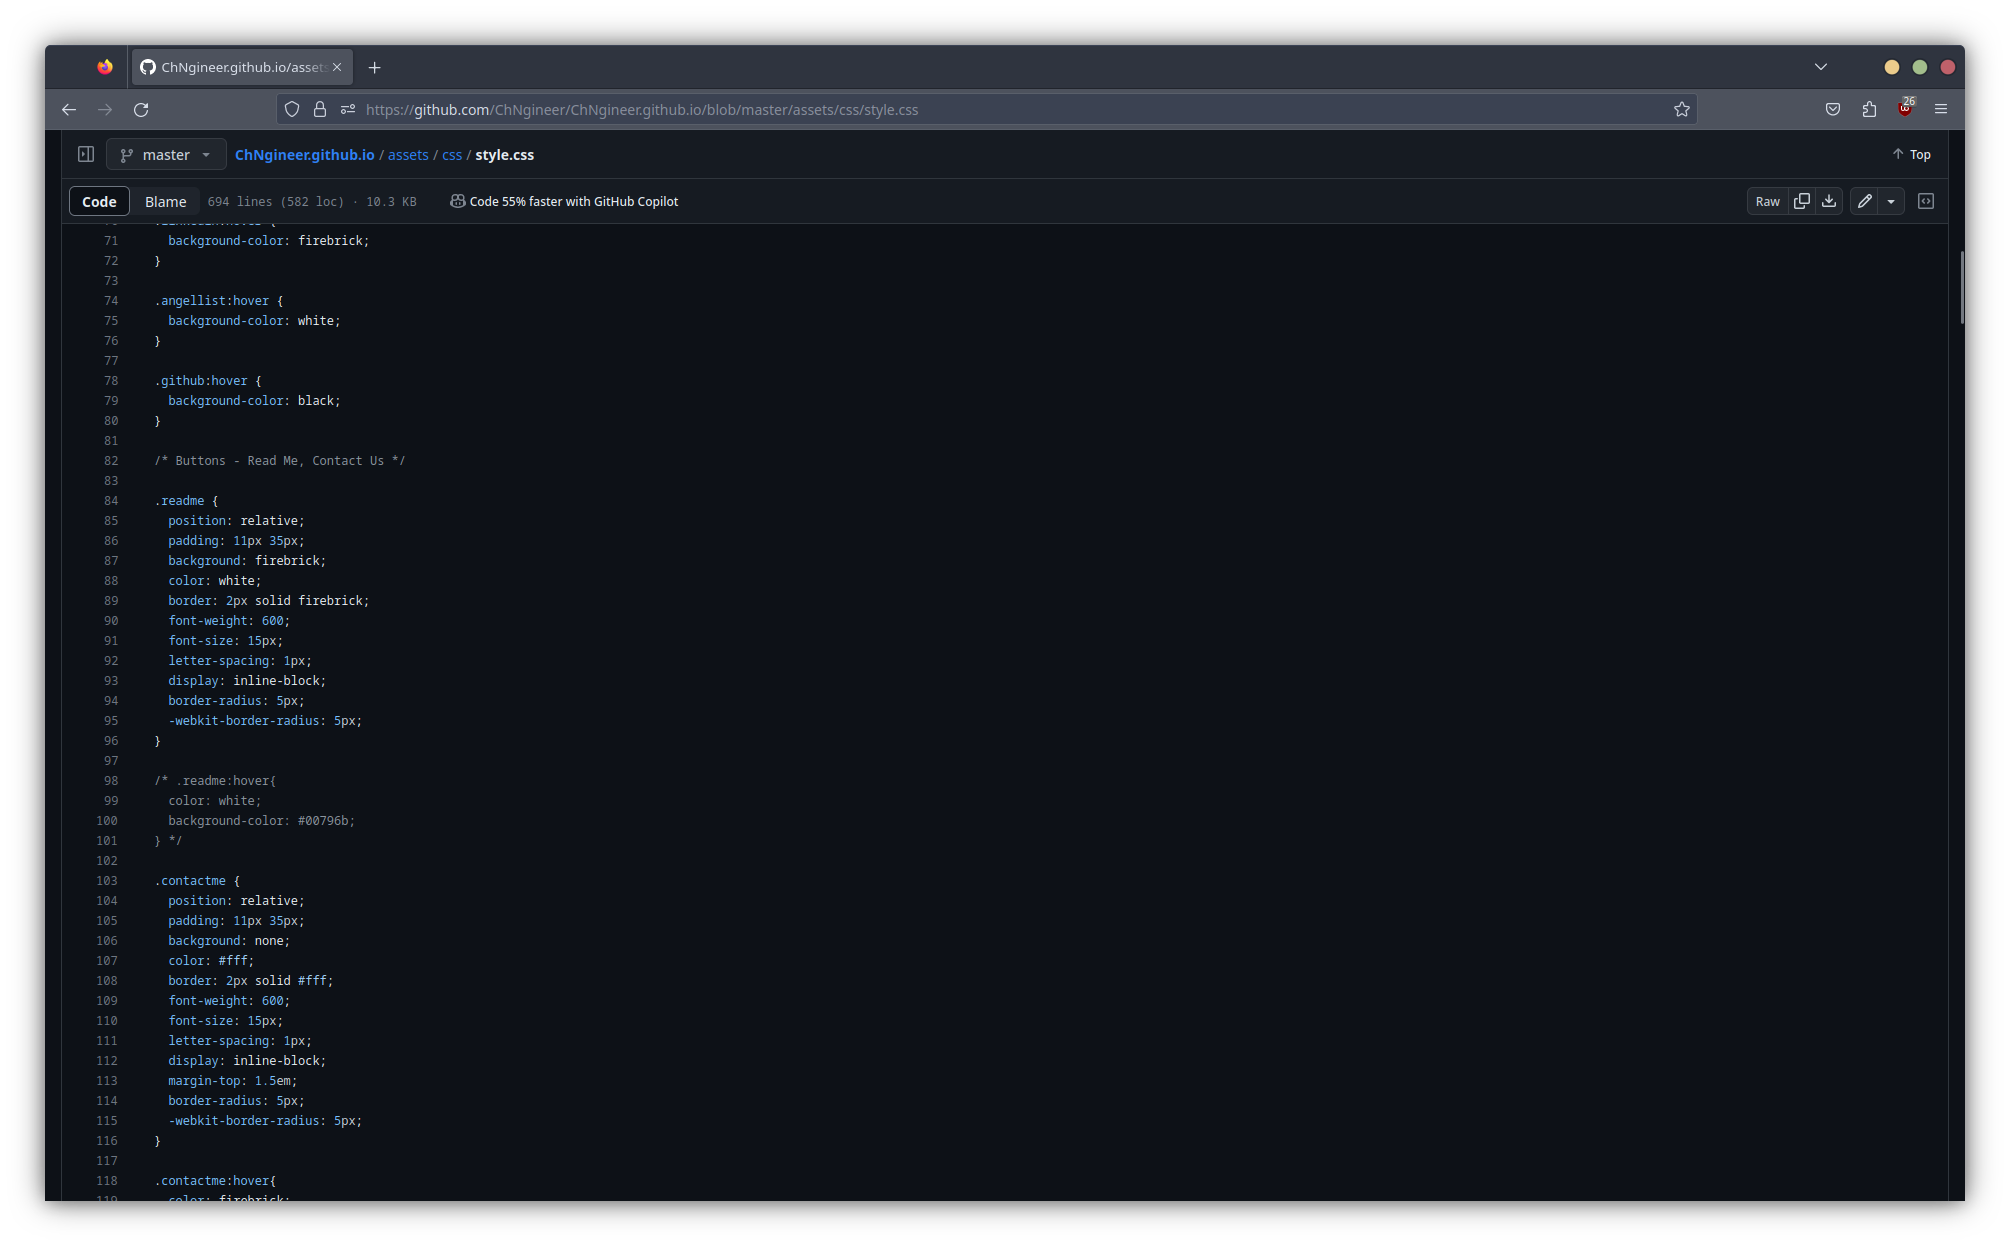 ChNgineer.github.io/assets
26
https://github.com/ChNgineer/ChNgineer.github.io/blob/master/assets/css/style.css
master ChNgineer.github.io / assets / css / style.css Top
Code Blame 694 lines (582 loc) · 10.3 KB Code 55% faster with GitHub Copilot Raw
71 background-color: firebrick;
72 }
73
74 .angellist:hover {
75 background-color: white;
76 }
77
78 .github:hover {
79 background-color: black;
80 }
81
82 /* Buttons - Read Me, Contact Us */
83
84 .readme {
85 position: relative;
86 padding: 11px 35px;
87 background: firebrick;
88 color: white;
89 border: 2px solid firebrick;
90 font-weight: 600;
91 font-size: 15px;
92 letter-spacing: 1px;
93 display: inline-block;
94 border-radius: 5px;
95 -webkit-border-radius: 5px;
96 }
97
98 /* .readme:hover{
99 color: white;
100 background-color: #00796b;
101 } */
102
103 .contactme {
104 position: relative;
105 padding: 11px 35px;
106 background: none;
107 color: #fff;
108 border: 2px solid #fff;
109 font-weight: 600;
110 font-size: 15px;
111 letter-spacing: 1px;
112 display: inline-block;
113 margin-top: 1.5em;
114 border-radius: 5px;
115 -webkit-border-radius: 5px;
116 }
117
118 .contactme:hover{
119 color: firebrick;